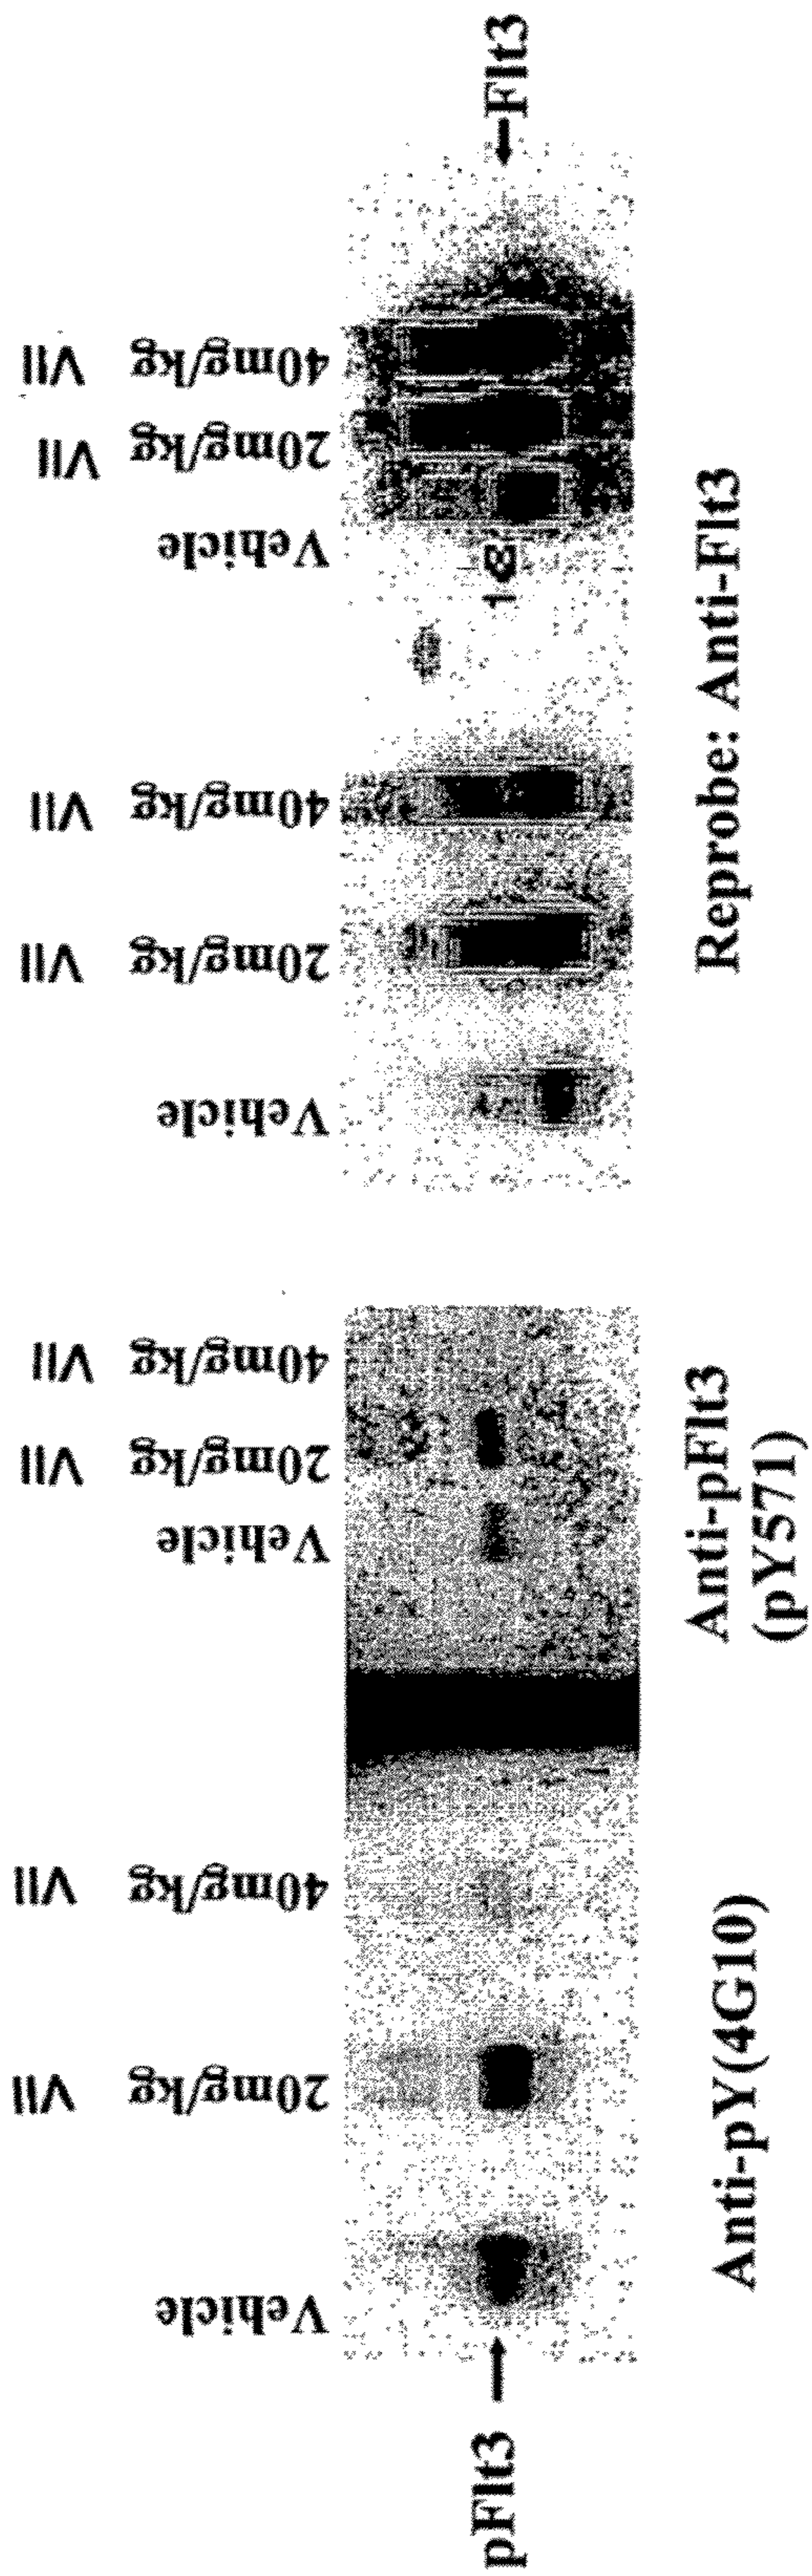 Vehicle
20mg/kg VII
40mg/kg VII
Vehicle
20mg/kg VII
40mg/kg VII
pFlt3
Anti-pY(4G10)
Anti-pFlt3
(pY571)
Vehicle
20mg/kg VII
40mg/kg VII
Vehicle
20mg/kg VII
40mg/kg VII
Flt3
Reprobe: Anti-Flt3